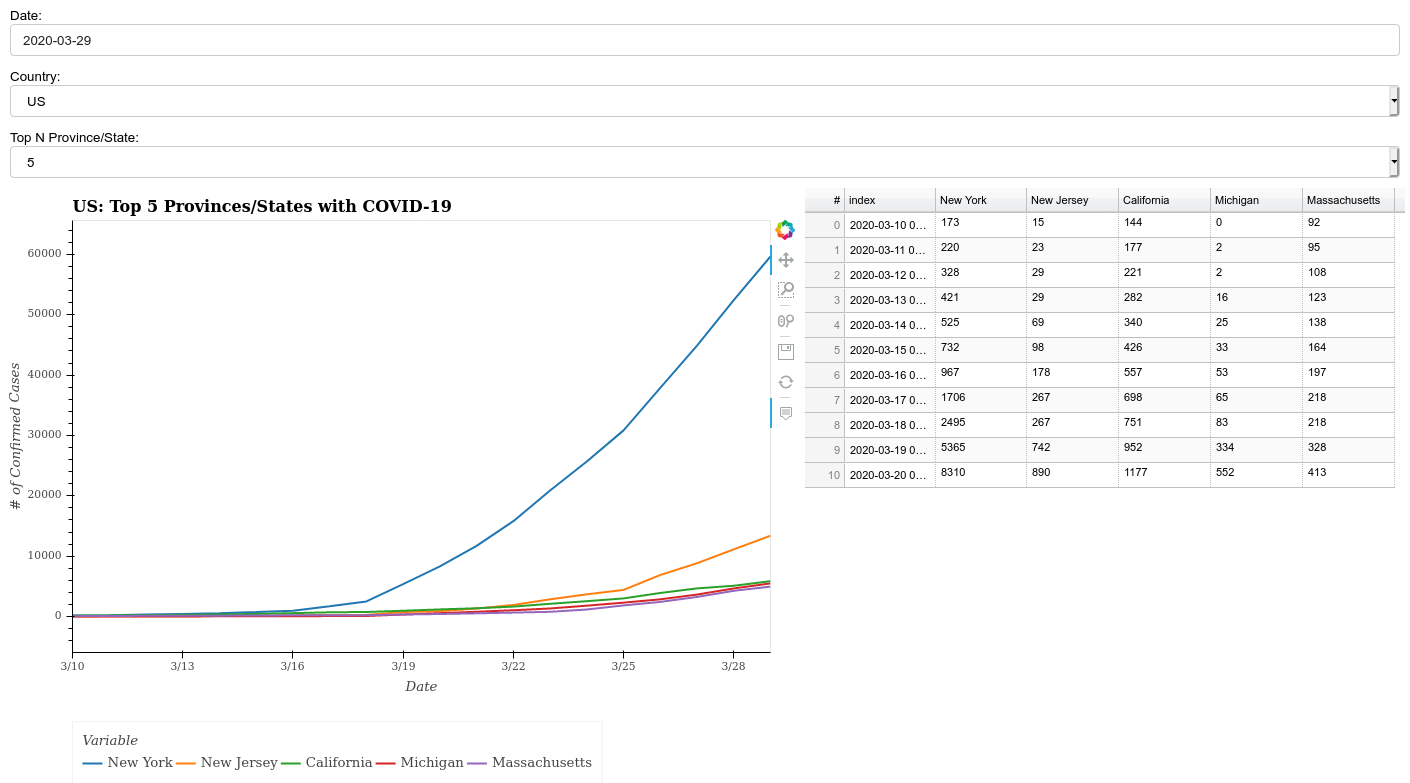 Date:
2020-03-29
Country:
US
Top N Province/State:
5
US: Top 5 Provinces/States with COVID-19
# of Confirmed Cases
60000
50000
40000
30000
20000
10000
0
3/10 3/13 3/16 3/19 3/22 3/25 3/28
Date
Variable
New York New Jersey California Michigan Massachusetts
# index New York New Jersey California Michigan Massachusetts
0 2020-03-10 0... 173 15 144 0 92
1 2020-03-11 0... 220 23 177 2 95
2 2020-03-12 0... 328 29 221 2 108
3 2020-03-13 0... 421 29 282 16 123
4 2020-03-14 0... 525 69 340 25 138
5 2020-03-15 0... 732 98 426 33 164
6 2020-03-16 0... 967 178 557 53 197
7 2020-03-17 0... 1706 267 698 65 218
8 2020-03-18 0... 2495 267 751 83 218
9 2020-03-19 0... 5365 742 952 334 328
10 2020-03-20 0... 8310 890 1177 552 413